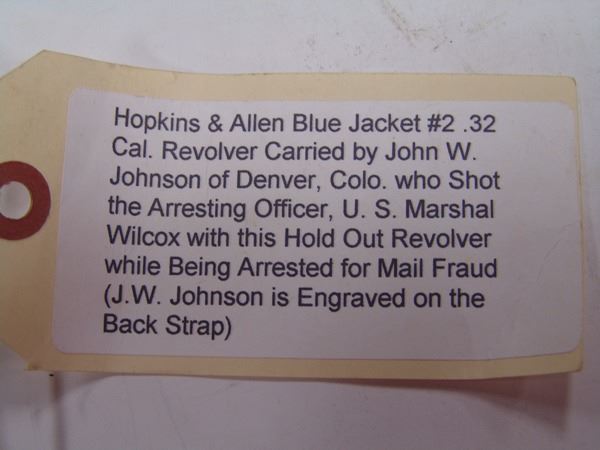 Hopkins & Allen Blue Jacket #2 .32
Cal. Revolver Carried by John W.
Johnson of Denver, Colo. who Shot
the Arresting Officer, U. S. Marshal
Wilcox with this Hold Out Revolver
while Being Arrested for Mail Fraud
(J.W. Johnson is Engraved on the
Back Strap)